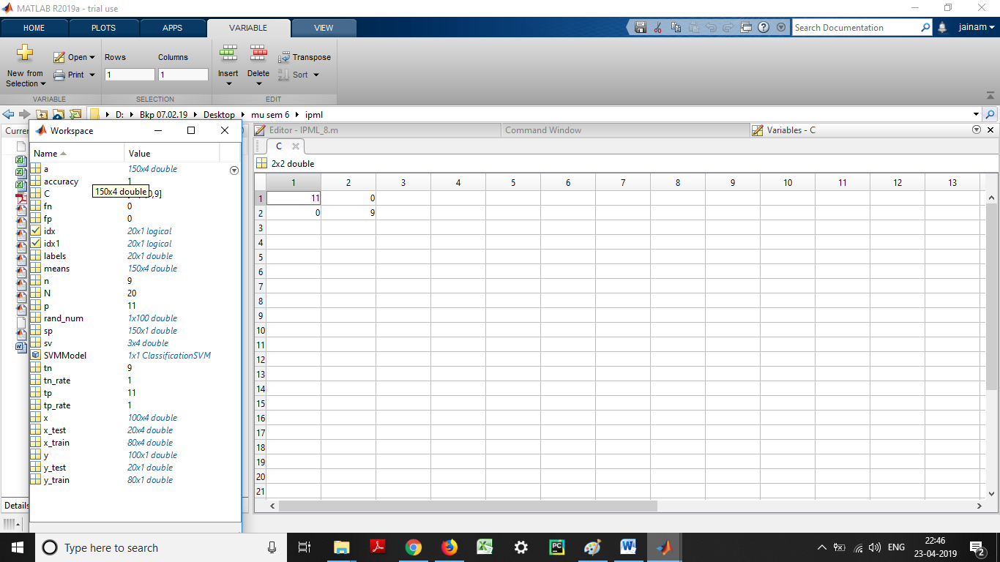 MATLAB R2019a - trial use
HOME PLOTS APPS VARIABLE VIEW Search Documentation jainam
New from Selection Open Print Rows Columns 1 1 Insert Delete Transpose Sort
VARIABLE SELECTION EDIT
D: Bkp 07.02.19 Desktop mu sem 6 ipml
Curren
Workspace
Name Value
a 150x4 double
accuracy 1
150x4 double
C 0,9]
fn 0
fp 0
idx 20x1 logical
idx1 20x1 logical
labels 20x1 double
means 150x4 double
n 9
N 20
p 11
rand_num 1x100 double
sp 150x1 double
sv 3x4 double
SVMModel 1x1 ClassificationSVM
tn 9
tn_rate 1
tp 11
tp_rate 1
x 100x4 double
x_test 20x4 double
x_train 80x4 double
y 100x1 double
y_test 20x1 double
y_train 80x1 double
Details
Editor - IPML_8.m Command Window Variables - C
C
2x2 double
1 2 3 4 5 6 7 8 9 10 11 12 13
1 11 0
2 0 9
3
4
5
6
7
8
9
10
11
12
13
14
15
16
17
18
19
20
21
Type here to search
PC W
ENG
22:46
23-04-2019
2